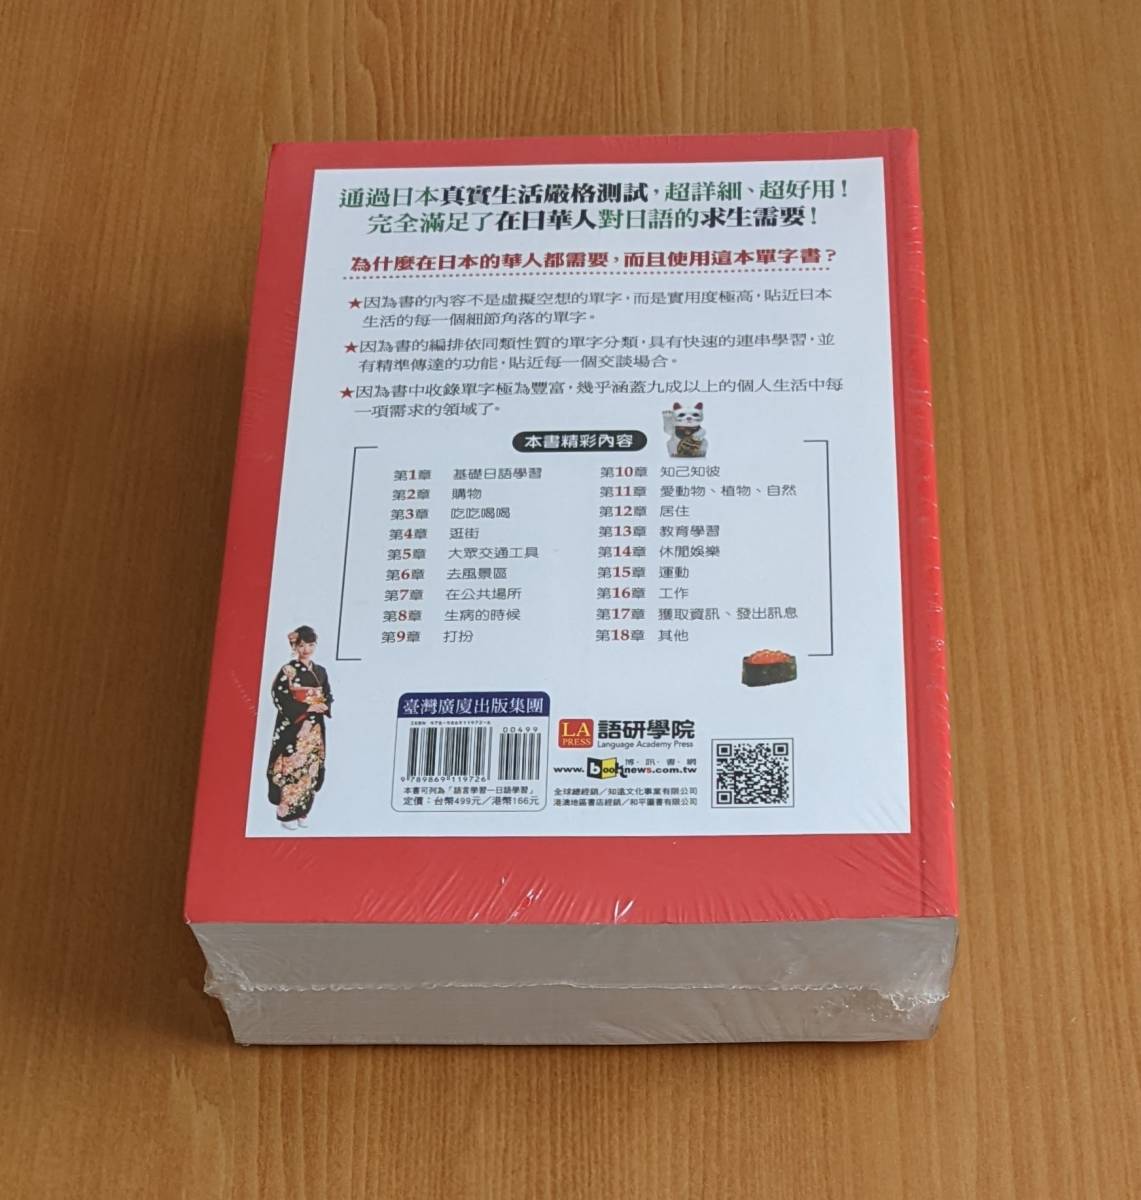 通過日本真實生活嚴格測試，超詳細、超好用！
完全滿足了在日華人對日語的求生需要！
為什麼在日本的華人都需要，而且使用這本單字書？
★因為書的內容不是虛擬空想的單字，而是實用度極高，貼近日本
生活的每一個細節角落的單字。
★因為書的編排依同類性質的單字分類，具有快速的連串學習，並
有精準傳達的功能，貼近每一個交談場合。
★因為書中收錄單字極為豐富，幾乎涵蓋九成以上的個人生活中每
一項需求的領域了。
本書精彩內容
第1章 基礎日語學習
第2章 購物
第3章 吃吃喝喝
第4章 逛街
第5章 大眾交通工具
第6章 去風景區
第7章 在公共場所
第8章 生病的時候
第9章 打扮
第10章 知己知彼
第11章 愛動物、植物、自然
第12章 居住
第13章 教育學習
第14章 休閒娛樂
第15章 運動
第16章 工作
第17章 獲取資訊、發出訊息
第18章 其他
臺灣廣廈出版集團
ISBN 978-986911972-6
00499
9 789869 119726
本書可列為「語言學習－日語學習」
定價：台幣499元／港幣166元
LA PRESS 語研學院
Language Academy Press
博·訊·書·網
www.booknews.com.tw
全球總經銷／知遠文化事業有限公司
港澳地區書店經銷／和平圖書有限公司